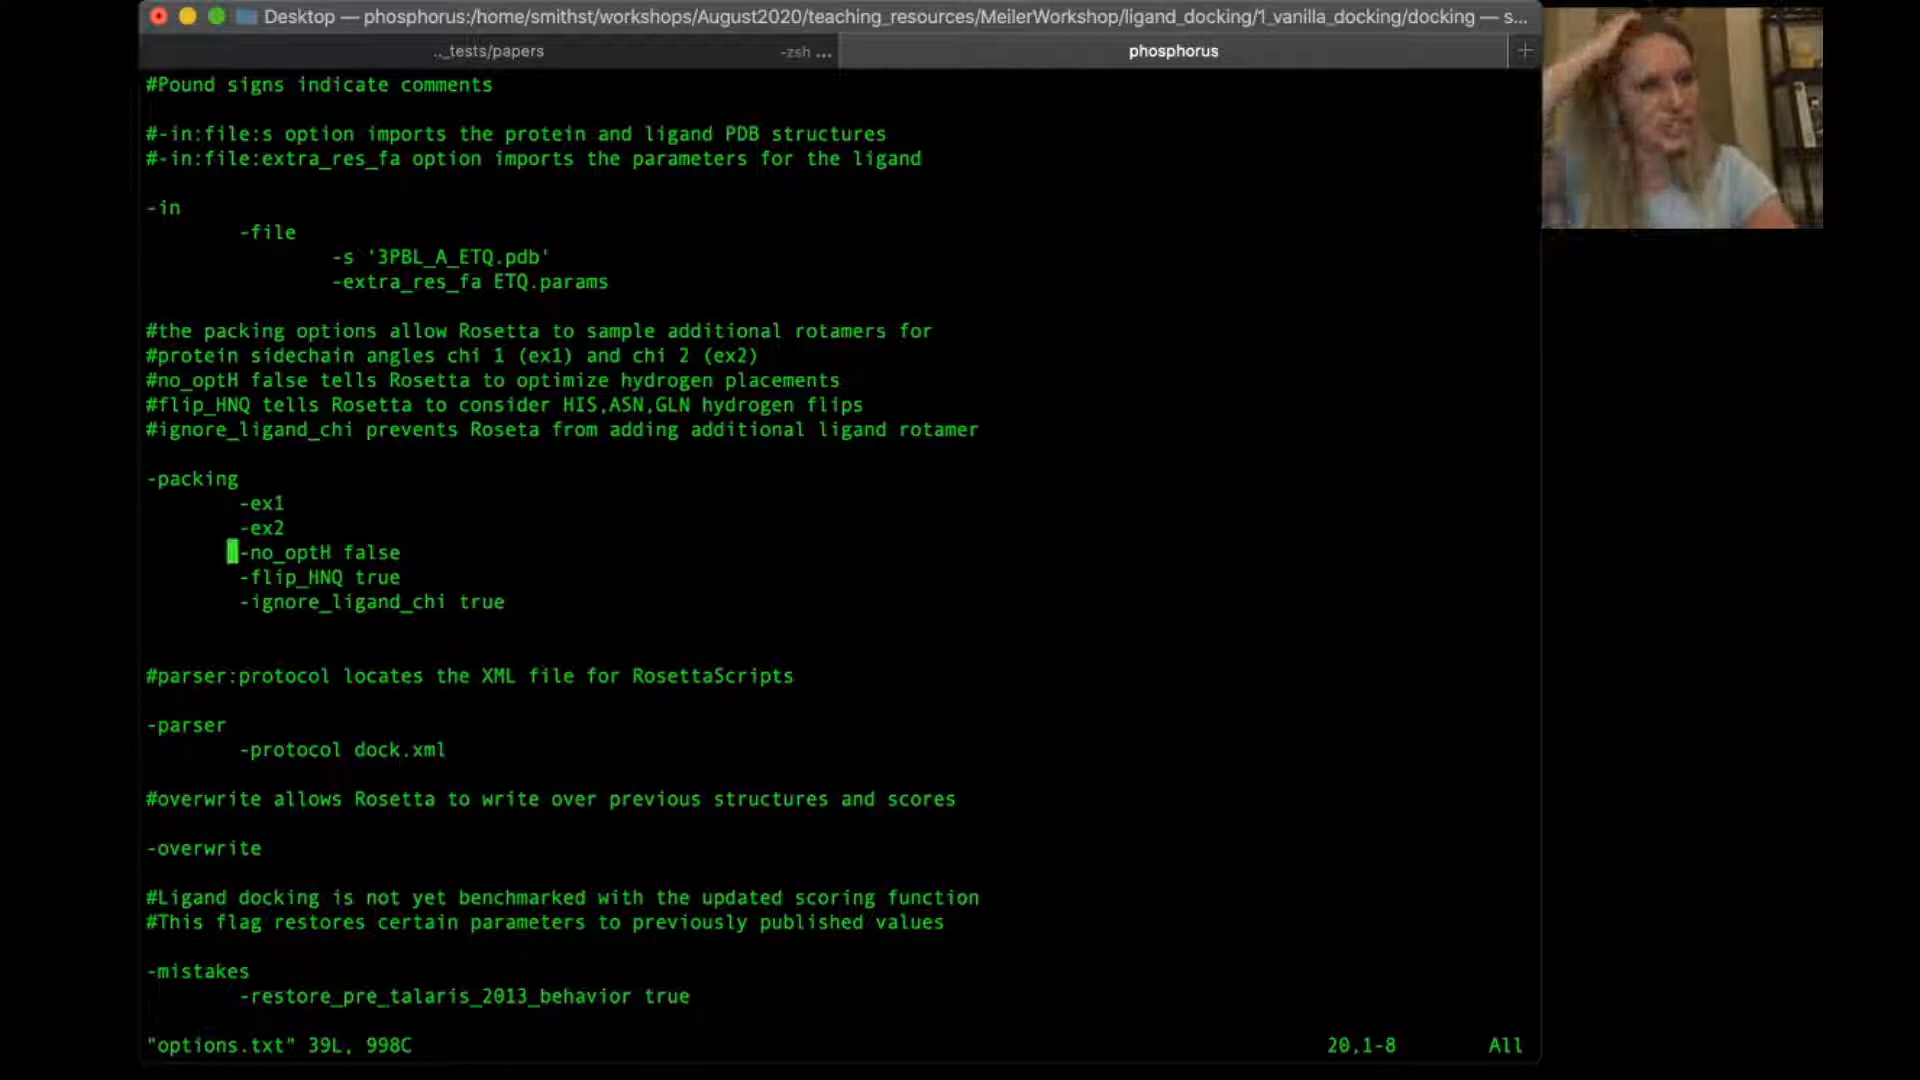 Desktop — phosphorus:/home/smithst/workshops/August2020/teaching_resources/MeilerWorkshop/ligand_docking/1_vanilla_docking/docking — s...
.._tests/papers -zsh ... phosphorus +
#Pound signs indicate comments
#-in:file:s option imports the protein and ligand PDB structures
#-in:file:extra_res_fa option imports the parameters for the ligand
-in
-file
-s '3PBL_A_ETQ.pdb'
-extra_res_fa ETQ.params
#the packing options allow Rosetta to sample additional rotamers for
#protein sidechain angles chi 1 (ex1) and chi 2 (ex2)
#no_optH false tells Rosetta to optimize hydrogen placements
#flip_HNQ tells Rosetta to consider HIS,ASN,GLN hydrogen flips
#ignore_ligand_chi prevents Roseta from adding additional ligand rotamer
-packing
-ex1
-ex2
-no_optH false
-flip_HNQ true
-ignore_ligand_chi true
#parser:protocol locates the XML file for RosettaScripts
-parser
-protocol dock.xml
#overwrite allows Rosetta to write over previous structures and scores
-overwrite
#Ligand docking is not yet benchmarked with the updated scoring function
#This flag restores certain parameters to previously published values
-mistakes
-restore_pre_talaris_2013_behavior true
"options.txt" 39L, 998C 20,1-8 All